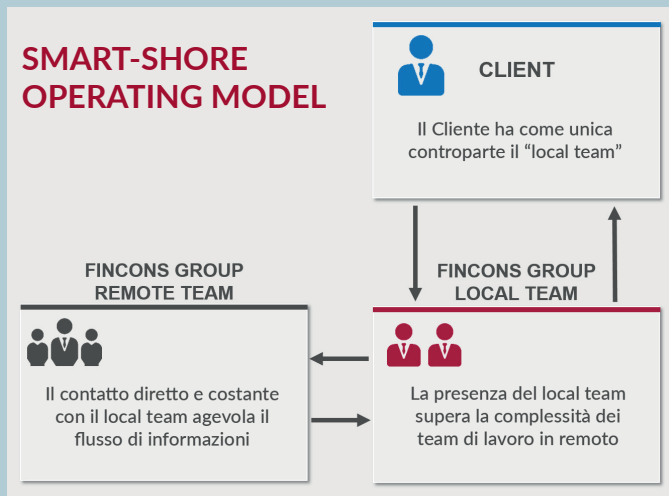 SMART-SHORE
OPERATING MODEL
CLIENT
Il Cliente ha come unica
controparte il “local team”
FINCONS GROUP
REMOTE TEAM
Il contatto diretto e costante
con il local team agevola il
flusso di informazioni
FINCONS GROUP
LOCAL TEAM
La presenza del local team
supera la complessità dei
team di lavoro in remoto